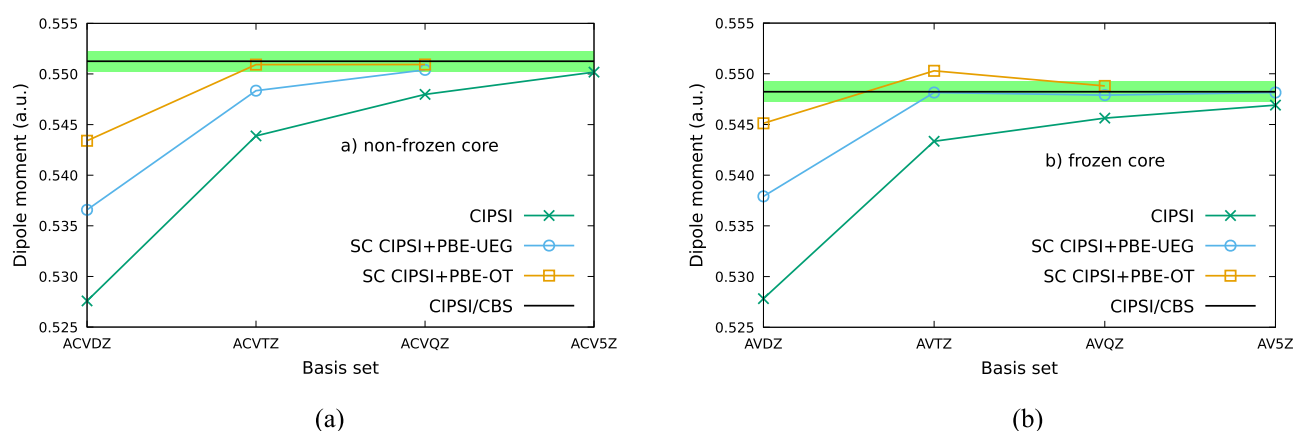 0.555
0.550
0.545
0.540
0.535
0.530
0.525
Dipole moment (a.u.)
a) non-frozen core
CIPSI
SC CIPSI+PBE-UEG
SC CIPSI+PBE-OT
CIPSI/CBS
ACVDZ ACVTZ ACVQZ ACV5Z
Basis set
(a)
0.555
0.550
0.545
0.540
0.535
0.530
0.525
Dipole moment (a.u.)
b) frozen core
CIPSI
SC CIPSI+PBE-UEG
SC CIPSI+PBE-OT
CIPSI/CBS
AVDZ AVTZ AVQZ AV5Z
Basis set
(b)